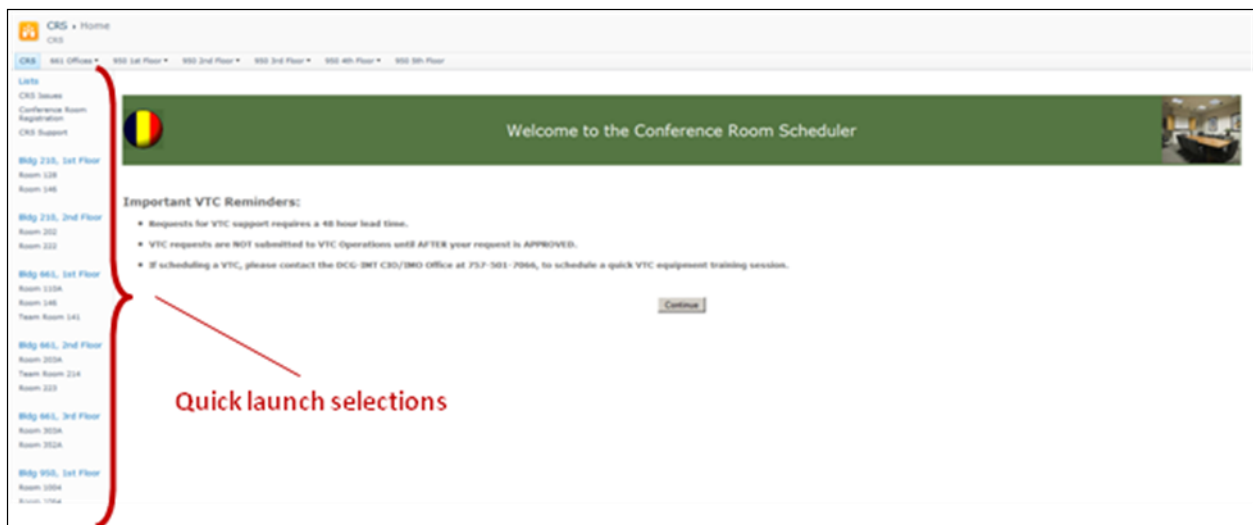 CRS ▸ Home
CRS
CRS 661 Offices 950 1st Floor 950 2nd Floor 950 3rd Floor 950 4th Floor 950 5th Floor
Lists
CRS Issues
Conference Room
Registration
CRS Support
Bldg 210, 1st Floor
Room 128
Room 146
Bldg 210, 2nd Floor
Room 202
Room 222
Bldg 661, 1st Floor
Room 110A
Room 148
Team Room 141
Bldg 661, 2nd Floor
Room 203A
Team Room 214
Room 223
Bldg 661, 3rd Floor
Room 303A
Room 352A
Bldg 950, 1st Floor
Room 1004
Room 1064
Welcome to the Conference Room Scheduler
Important VTC Reminders:
• Requests for VTC support requires a 48 hour lead time.
• VTC requests are NOT submitted to VTC Operations until AFTER your request is APPROVED.
• If scheduling a VTC, please contact the DCG-IMT CIO/IMO Office at 757-501-7066, to schedule a quick VTC equipment training session.
Continue
Quick launch selections